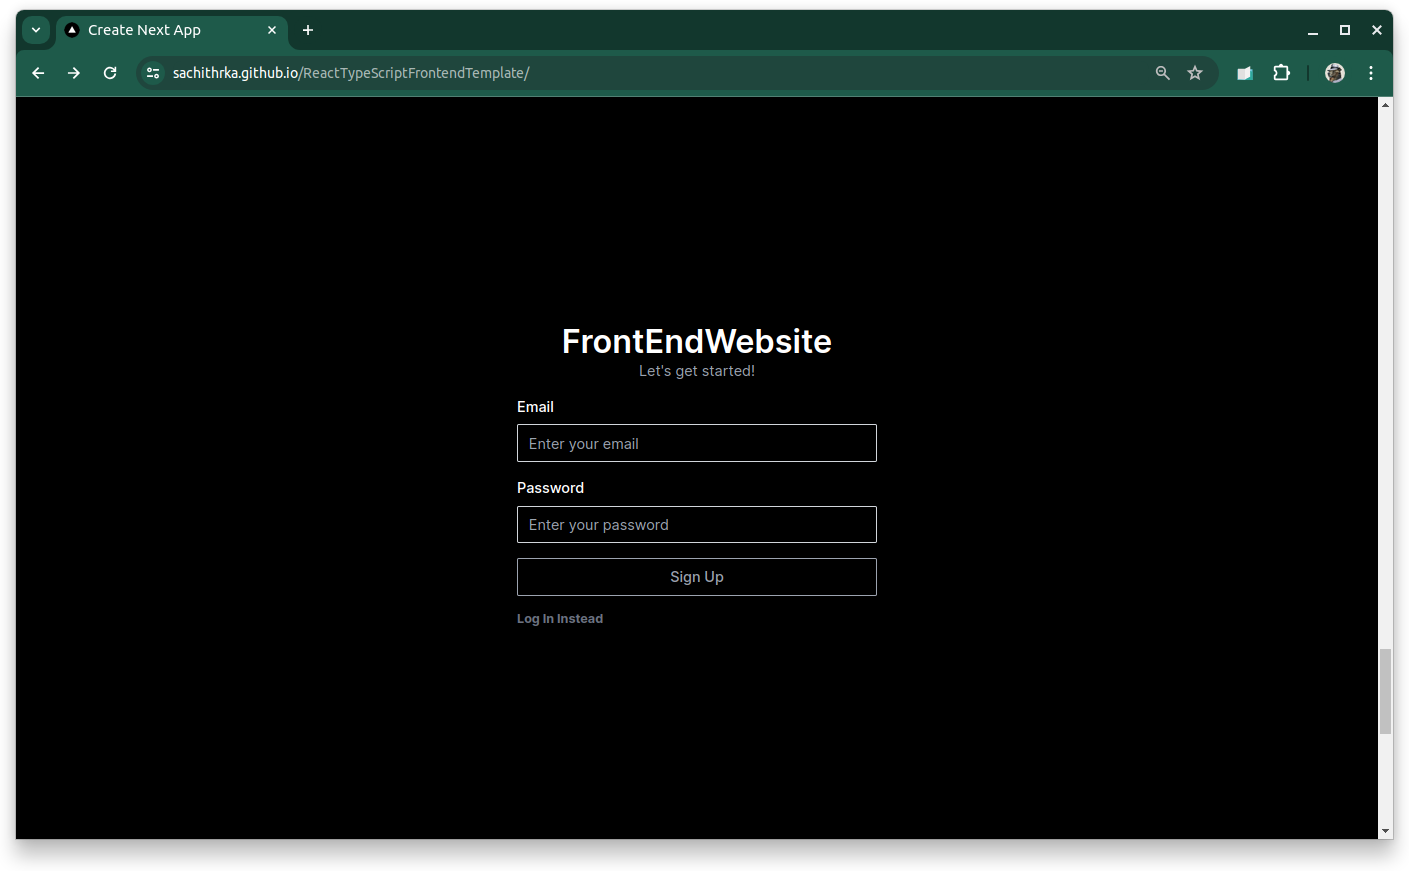 Create Next App
sachithrka.github.io/ReactTypeScriptFrontendTemplate/
FrontEndWebsite
Let's get started!
Email
Enter your email
Password
Enter your password
Sign Up
Log In Instead